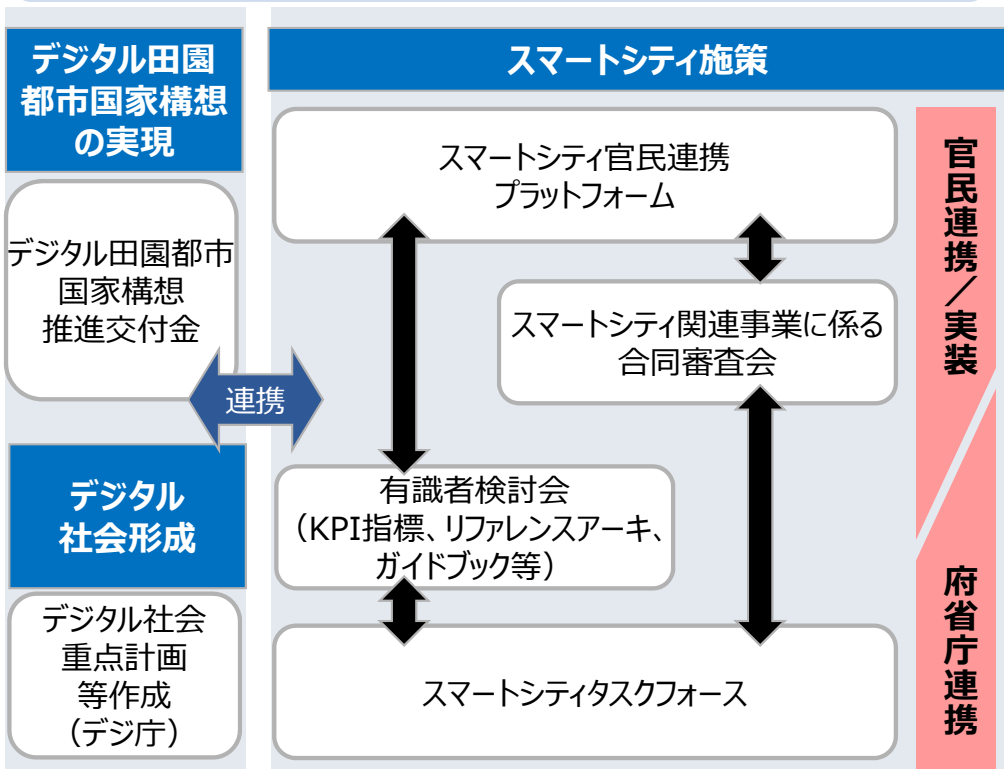 デジタル田園
都市国家構想
の実現
デジタル田園都市
国家構想
推進交付金
連携
デジタル
社会形成
デジタル社会
重点計画
等作成
（デジ庁）
スマートシティ施策
スマートシティ官民連携
プラットフォーム
スマートシティ関連事業に係る
合同審査会
有識者検討会
（KPI指標、リファレンスアーキ、
ガイドブック等）
スマートシティタスクフォース
官民連携／実装
府省庁連携